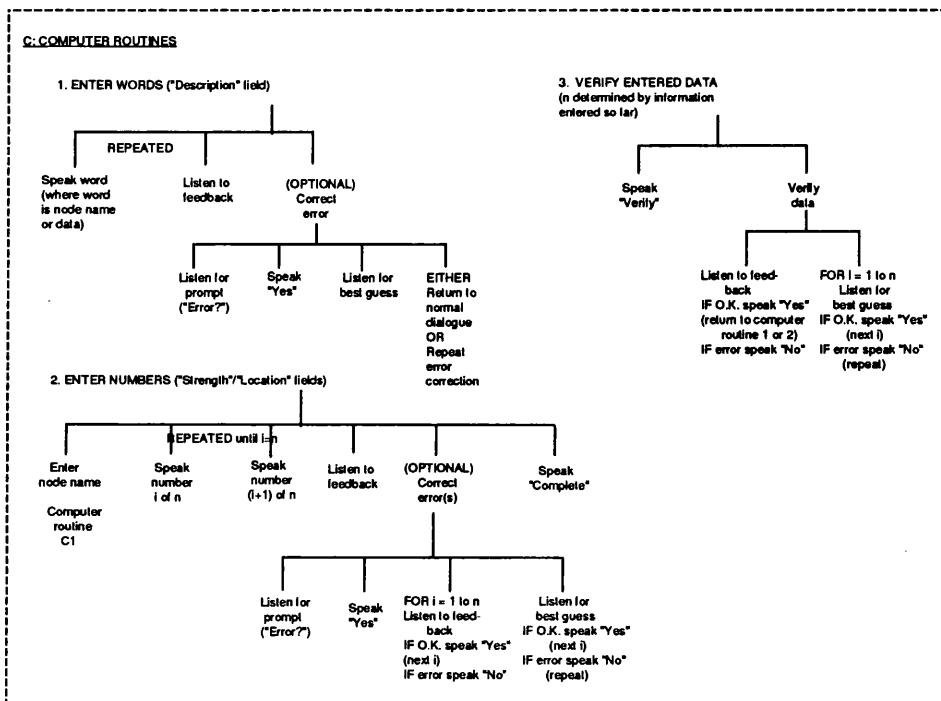 C: COMPUTER ROUTINES
1. ENTER WORDS ("Description" field)
REPEATED
Speak word
(where word
is node name
or data)
Listen to
feedback
(OPTIONAL)
Correct
error
Listen for
prompt
("Error?")
Speak
"Yes"
Listen for
best guess
EITHER
Return to
normal
dialogue
OR
Repeat
error
correction
3. VERIFY ENTERED DATA
(n determined by information
entered so far)
Speak
"Verify"
Verify
data
Listen to feed-
back
IF O.K. speak "Yes"
(return to computer
routine 1 or 2)
IF error speak "No"
FOR i = 1 to n
Listen for
best guess
IF O.K. speak "Yes"
(next i)
IF error speak "No"
(repeat)
2. ENTER NUMBERS ("Strength"/"Location" fields)
REPEATED until i=n
Enter
node name
Computer
routine
C1
Speak
number
i of n
Speak
number
(i+1) of n
Listen to
feedback
(OPTIONAL)
Correct
error(s)
Speak
"Complete"
Listen for
prompt
("Error?")
Speak
"Yes"
FOR i = 1 to n
Listen to feed-
back
IF O.K. speak "Yes"
(next i)
IF error speak "No"
Listen for
best guess
IF O.K. speak "Yes"
(next i)
IF error speak "No"
(repeat)